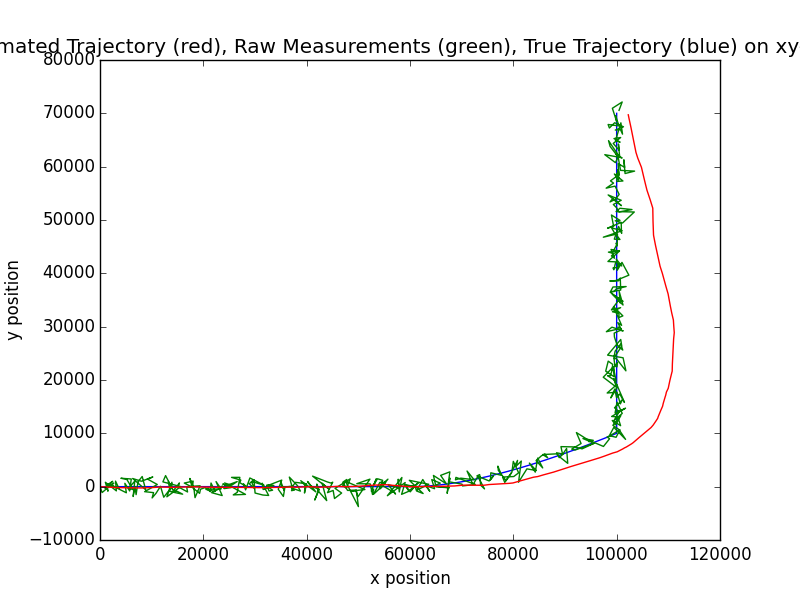 mated Trajectory (red), Raw Measurements (green), True Trajectory (blue) on xy
80000
70000
60000
50000
40000
30000
20000
10000
0
−10000
0 20000 40000 60000 80000 100000 120000
x position
y position